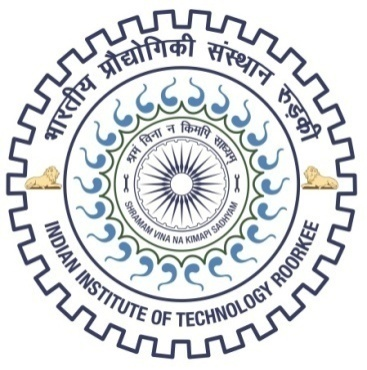 भारतीय प्रौद्योगिकी संस्थान रुड़की
श्रमं विना न किमपि साध्यम्
SHRAMAM VINA NA KIMAPI SADHYAM
INDIAN INSTITUTE OF TECHNOLOGY ROORKEE